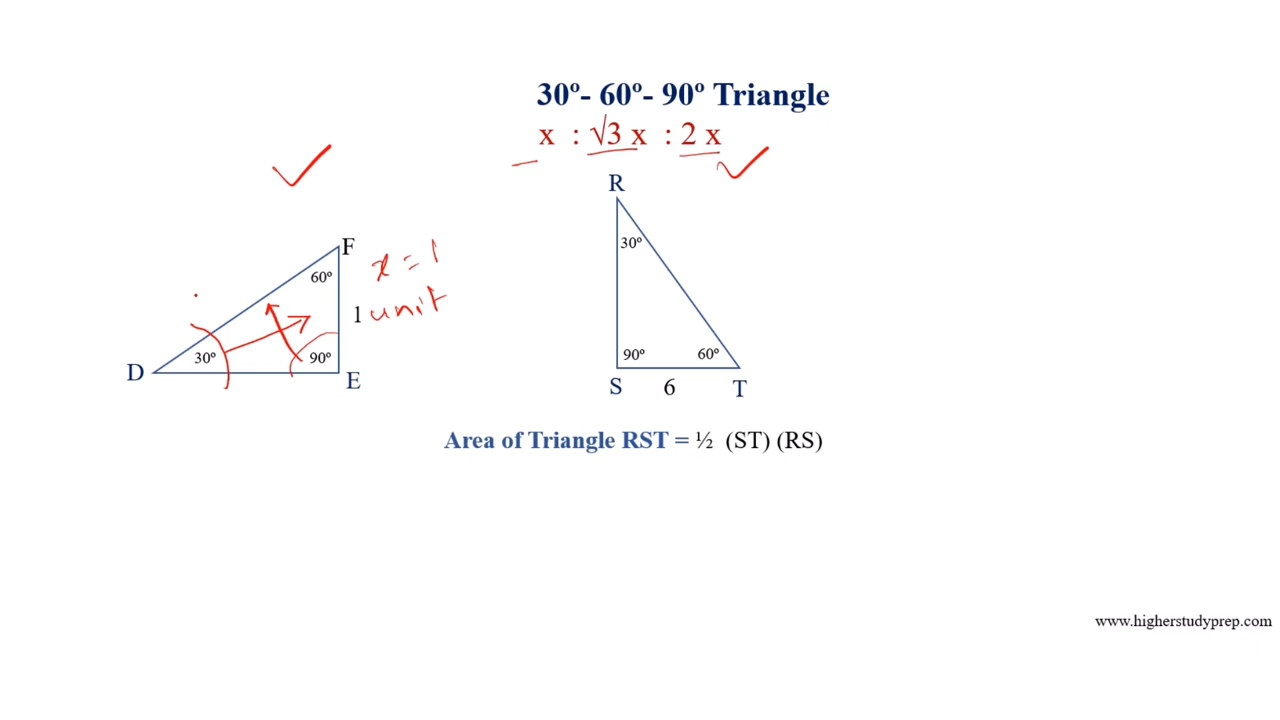 30º- 60º- 90º Triangle
x : √3 x : 2 x
F
60º
x = 1
1 unit
30º
90º
D
E
R
30º
90º
60º
S
6
T
Area of Triangle RST = ½ (ST) (RS)
www.higherstudyprep.com